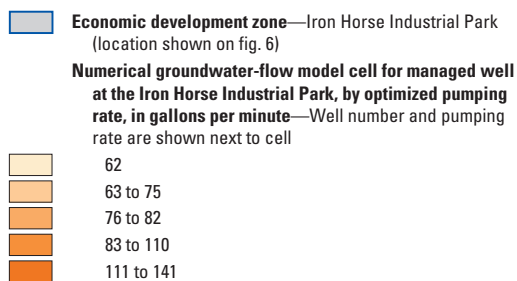 Economic development zone—Iron Horse Industrial Park
(location shown on fig. 6)
Numerical groundwater-flow model cell for managed well
at the Iron Horse Industrial Park, by optimized pumping
rate, in gallons per minute—Well number and pumping
rate are shown next to cell
62
63 to 75
76 to 82
83 to 110
111 to 141